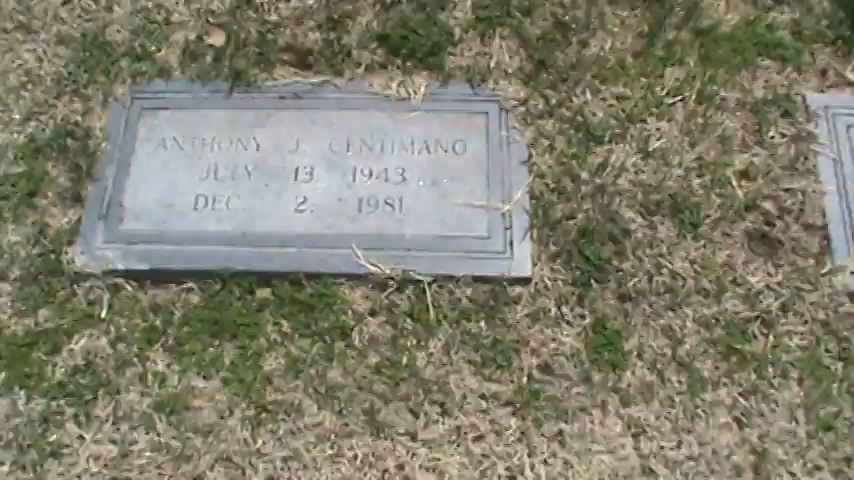 ANTHONY J. CENTIMANO
JULY 13, 1943
DEC. 2, 1981